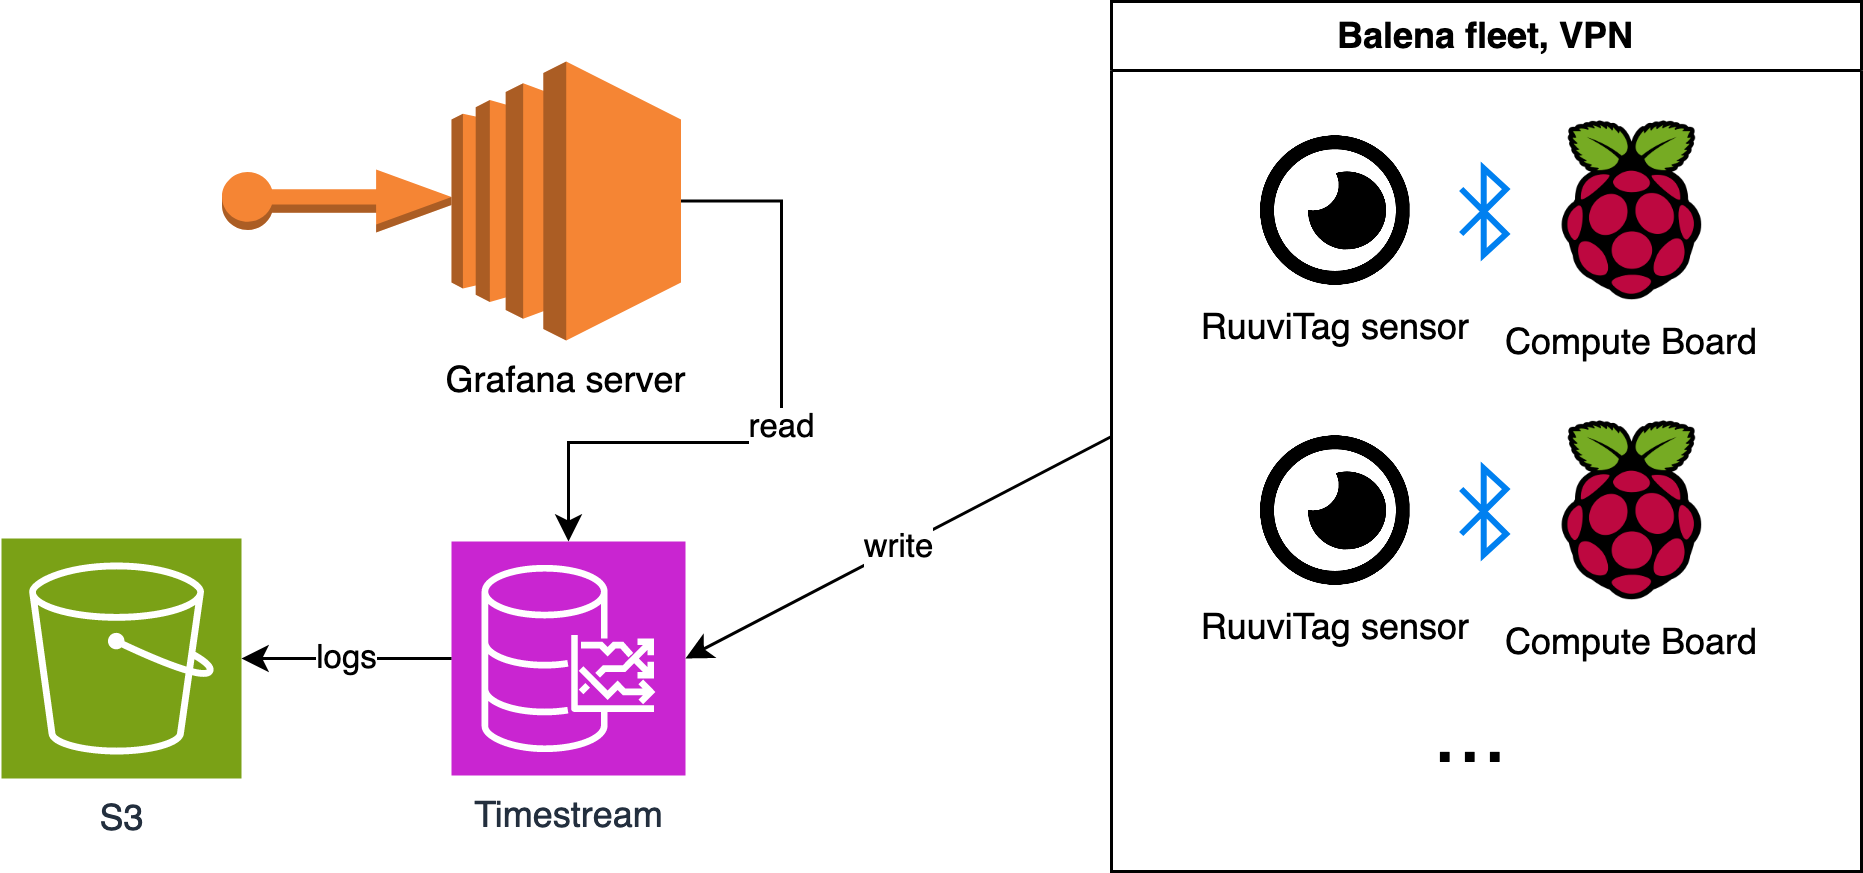 Balena fleet, VPN
RuuviTag sensor
Compute Board
Grafana server
read
write
RuuviTag sensor
Compute Board
logs
...
S3
Timestream